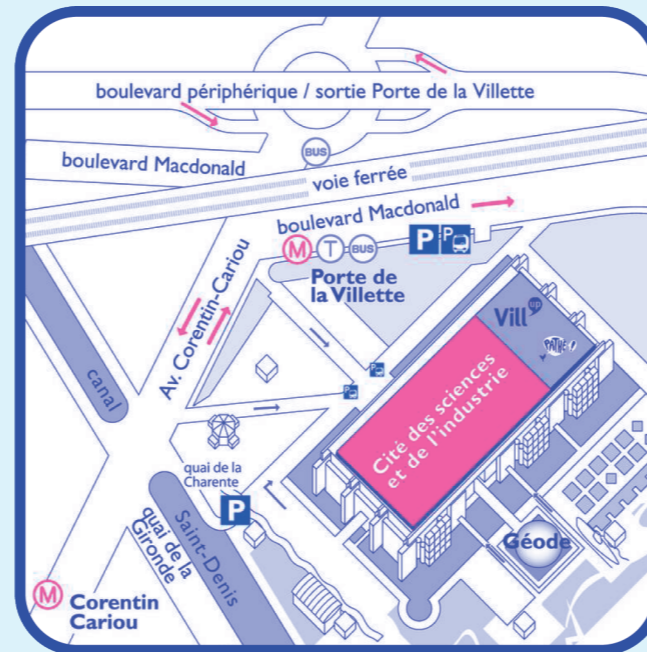 boulevard périphérique / sortie Porte de la Villette
boulevard Macdonald
BUS
voie ferrée
boulevard Macdonald
M T BUS
P P
Porte de
la Villette
Av. Corentin-Cariou
canal
Vill'up
PATHÉ!
P
P
Cité des sciences
et de l'industrie
quai de la
Charente
P
Saint-Denis
quai de la
Gironde
Géode
M Corentin
Cariou